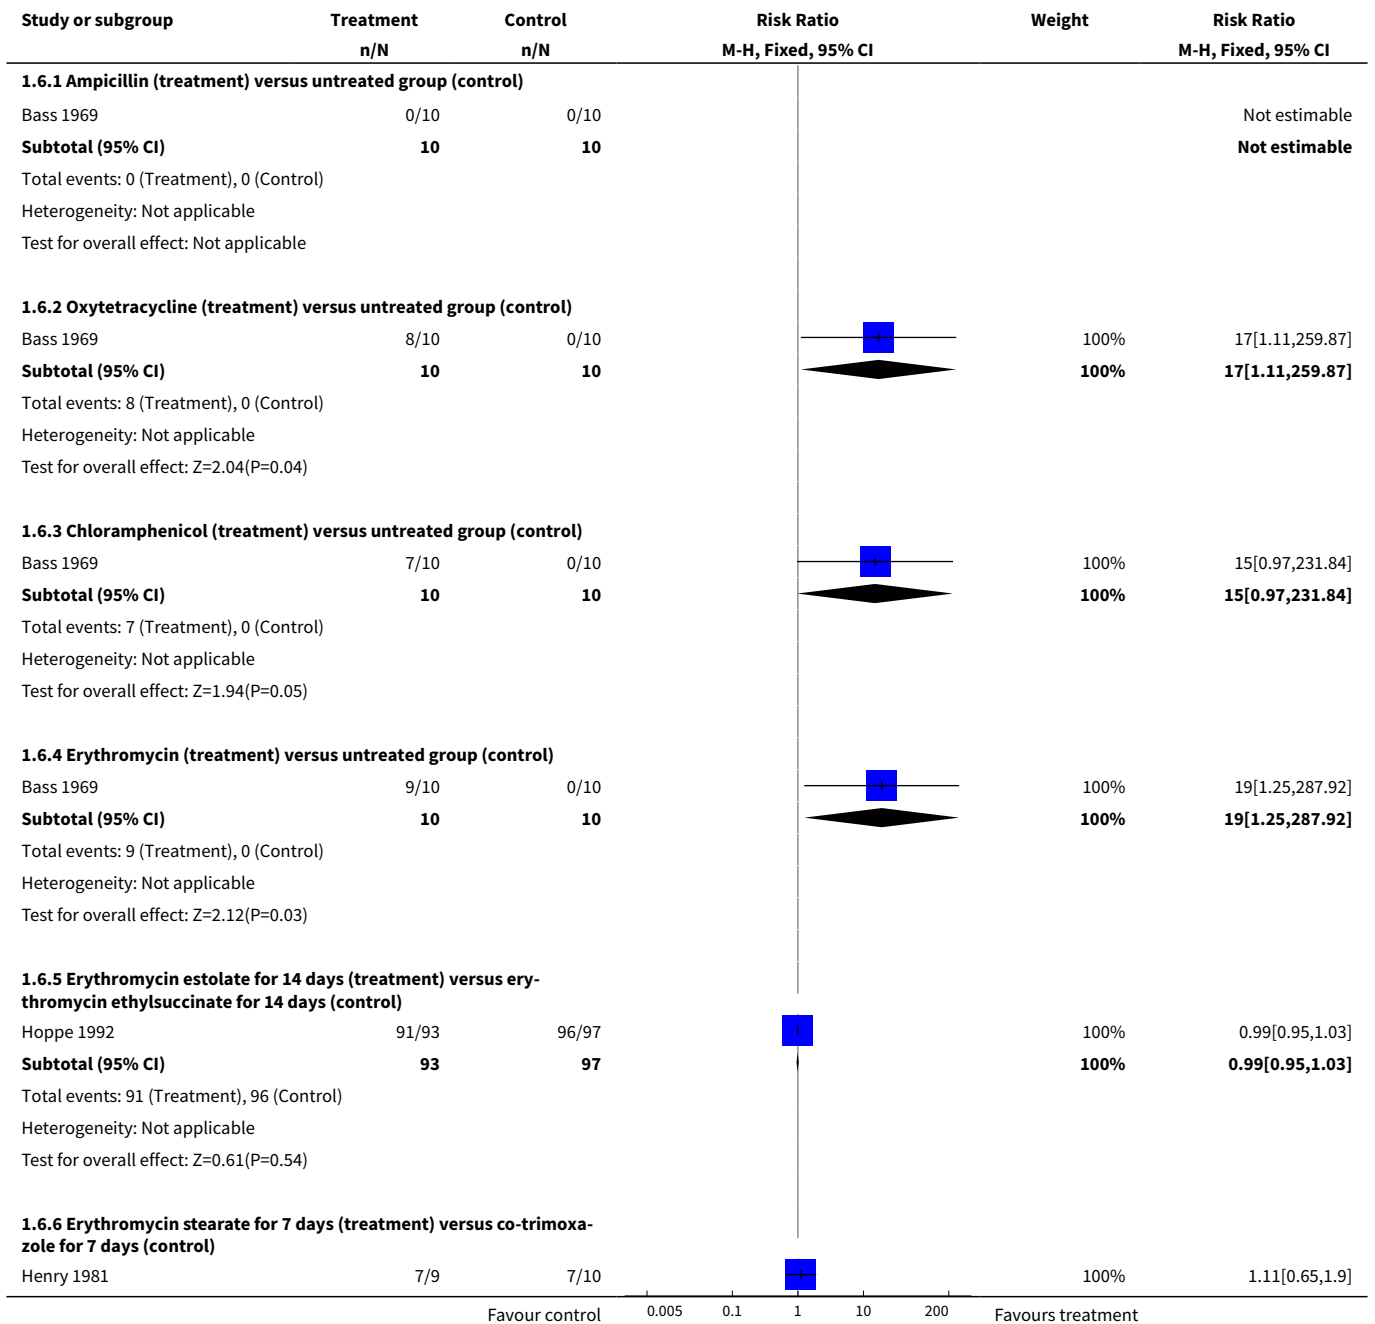 Study or subgroup Treatment Control Risk Ratio Weight Risk Ratio
n/N n/N M-H, Fixed, 95% CI M-H, Fixed, 95% CI
1.6.1 Ampicillin (treatment) versus untreated group (control)
Bass 1969 0/10 0/10 Not estimable
Subtotal (95% CI) 10 10 Not estimable
Total events: 0 (Treatment), 0 (Control)
Heterogeneity: Not applicable
Test for overall effect: Not applicable
1.6.2 Oxytetracycline (treatment) versus untreated group (control)
Bass 1969 8/10 0/10 100% 17[1.11,259.87]
Subtotal (95% CI) 10 10 100% 17[1.11,259.87]
Total events: 8 (Treatment), 0 (Control)
Heterogeneity: Not applicable
Test for overall effect: Z=2.04(P=0.04)
1.6.3 Chloramphenicol (treatment) versus untreated group (control)
Bass 1969 7/10 0/10 100% 15[0.97,231.84]
Subtotal (95% CI) 10 10 100% 15[0.97,231.84]
Total events: 7 (Treatment), 0 (Control)
Heterogeneity: Not applicable
Test for overall effect: Z=1.94(P=0.05)
1.6.4 Erythromycin (treatment) versus untreated group (control)
Bass 1969 9/10 0/10 100% 19[1.25,287.92]
Subtotal (95% CI) 10 10 100% 19[1.25,287.92]
Total events: 9 (Treatment), 0 (Control)
Heterogeneity: Not applicable
Test for overall effect: Z=2.12(P=0.03)
1.6.5 Erythromycin estolate for 14 days (treatment) versus ery-
thromycin ethylsuccinate for 14 days (control)
Hoppe 1992 91/93 96/97 100% 0.99[0.95,1.03]
Subtotal (95% CI) 93 97 100% 0.99[0.95,1.03]
Total events: 91 (Treatment), 96 (Control)
Heterogeneity: Not applicable
Test for overall effect: Z=0.61(P=0.54)
1.6.6 Erythromycin stearate for 7 days (treatment) versus co-trimoxa-
zole for 7 days (control)
Henry 1981 7/9 7/10 100% 1.11[0.65,1.9]
Favour control 0.005 0.1 1 10 200 Favours treatment